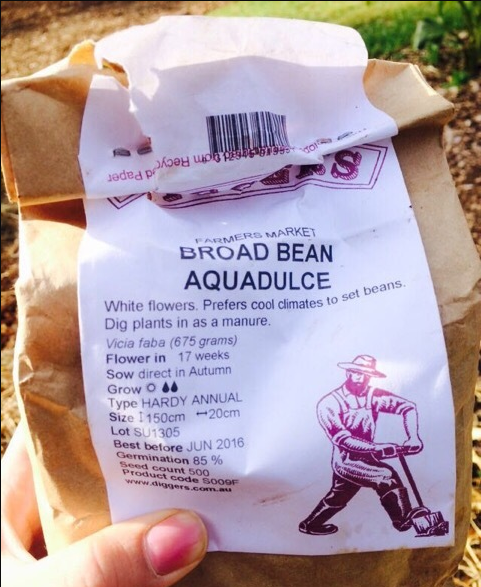 FARMERS MARKET
BROAD BEAN
AQUADULCE
White flowers. Prefers cool climates to set beans.
Dig plants in as a manure.
Vicia faba (675 grams)
Flower in 17 weeks
Sow direct in Autumn
Grow
Type HARDY ANNUAL
Size 150cm 20cm
Lot SU1305
Best before JUN 2016
Germination 85 %
Seed count 500
Product code S009F
www.diggers.com.au